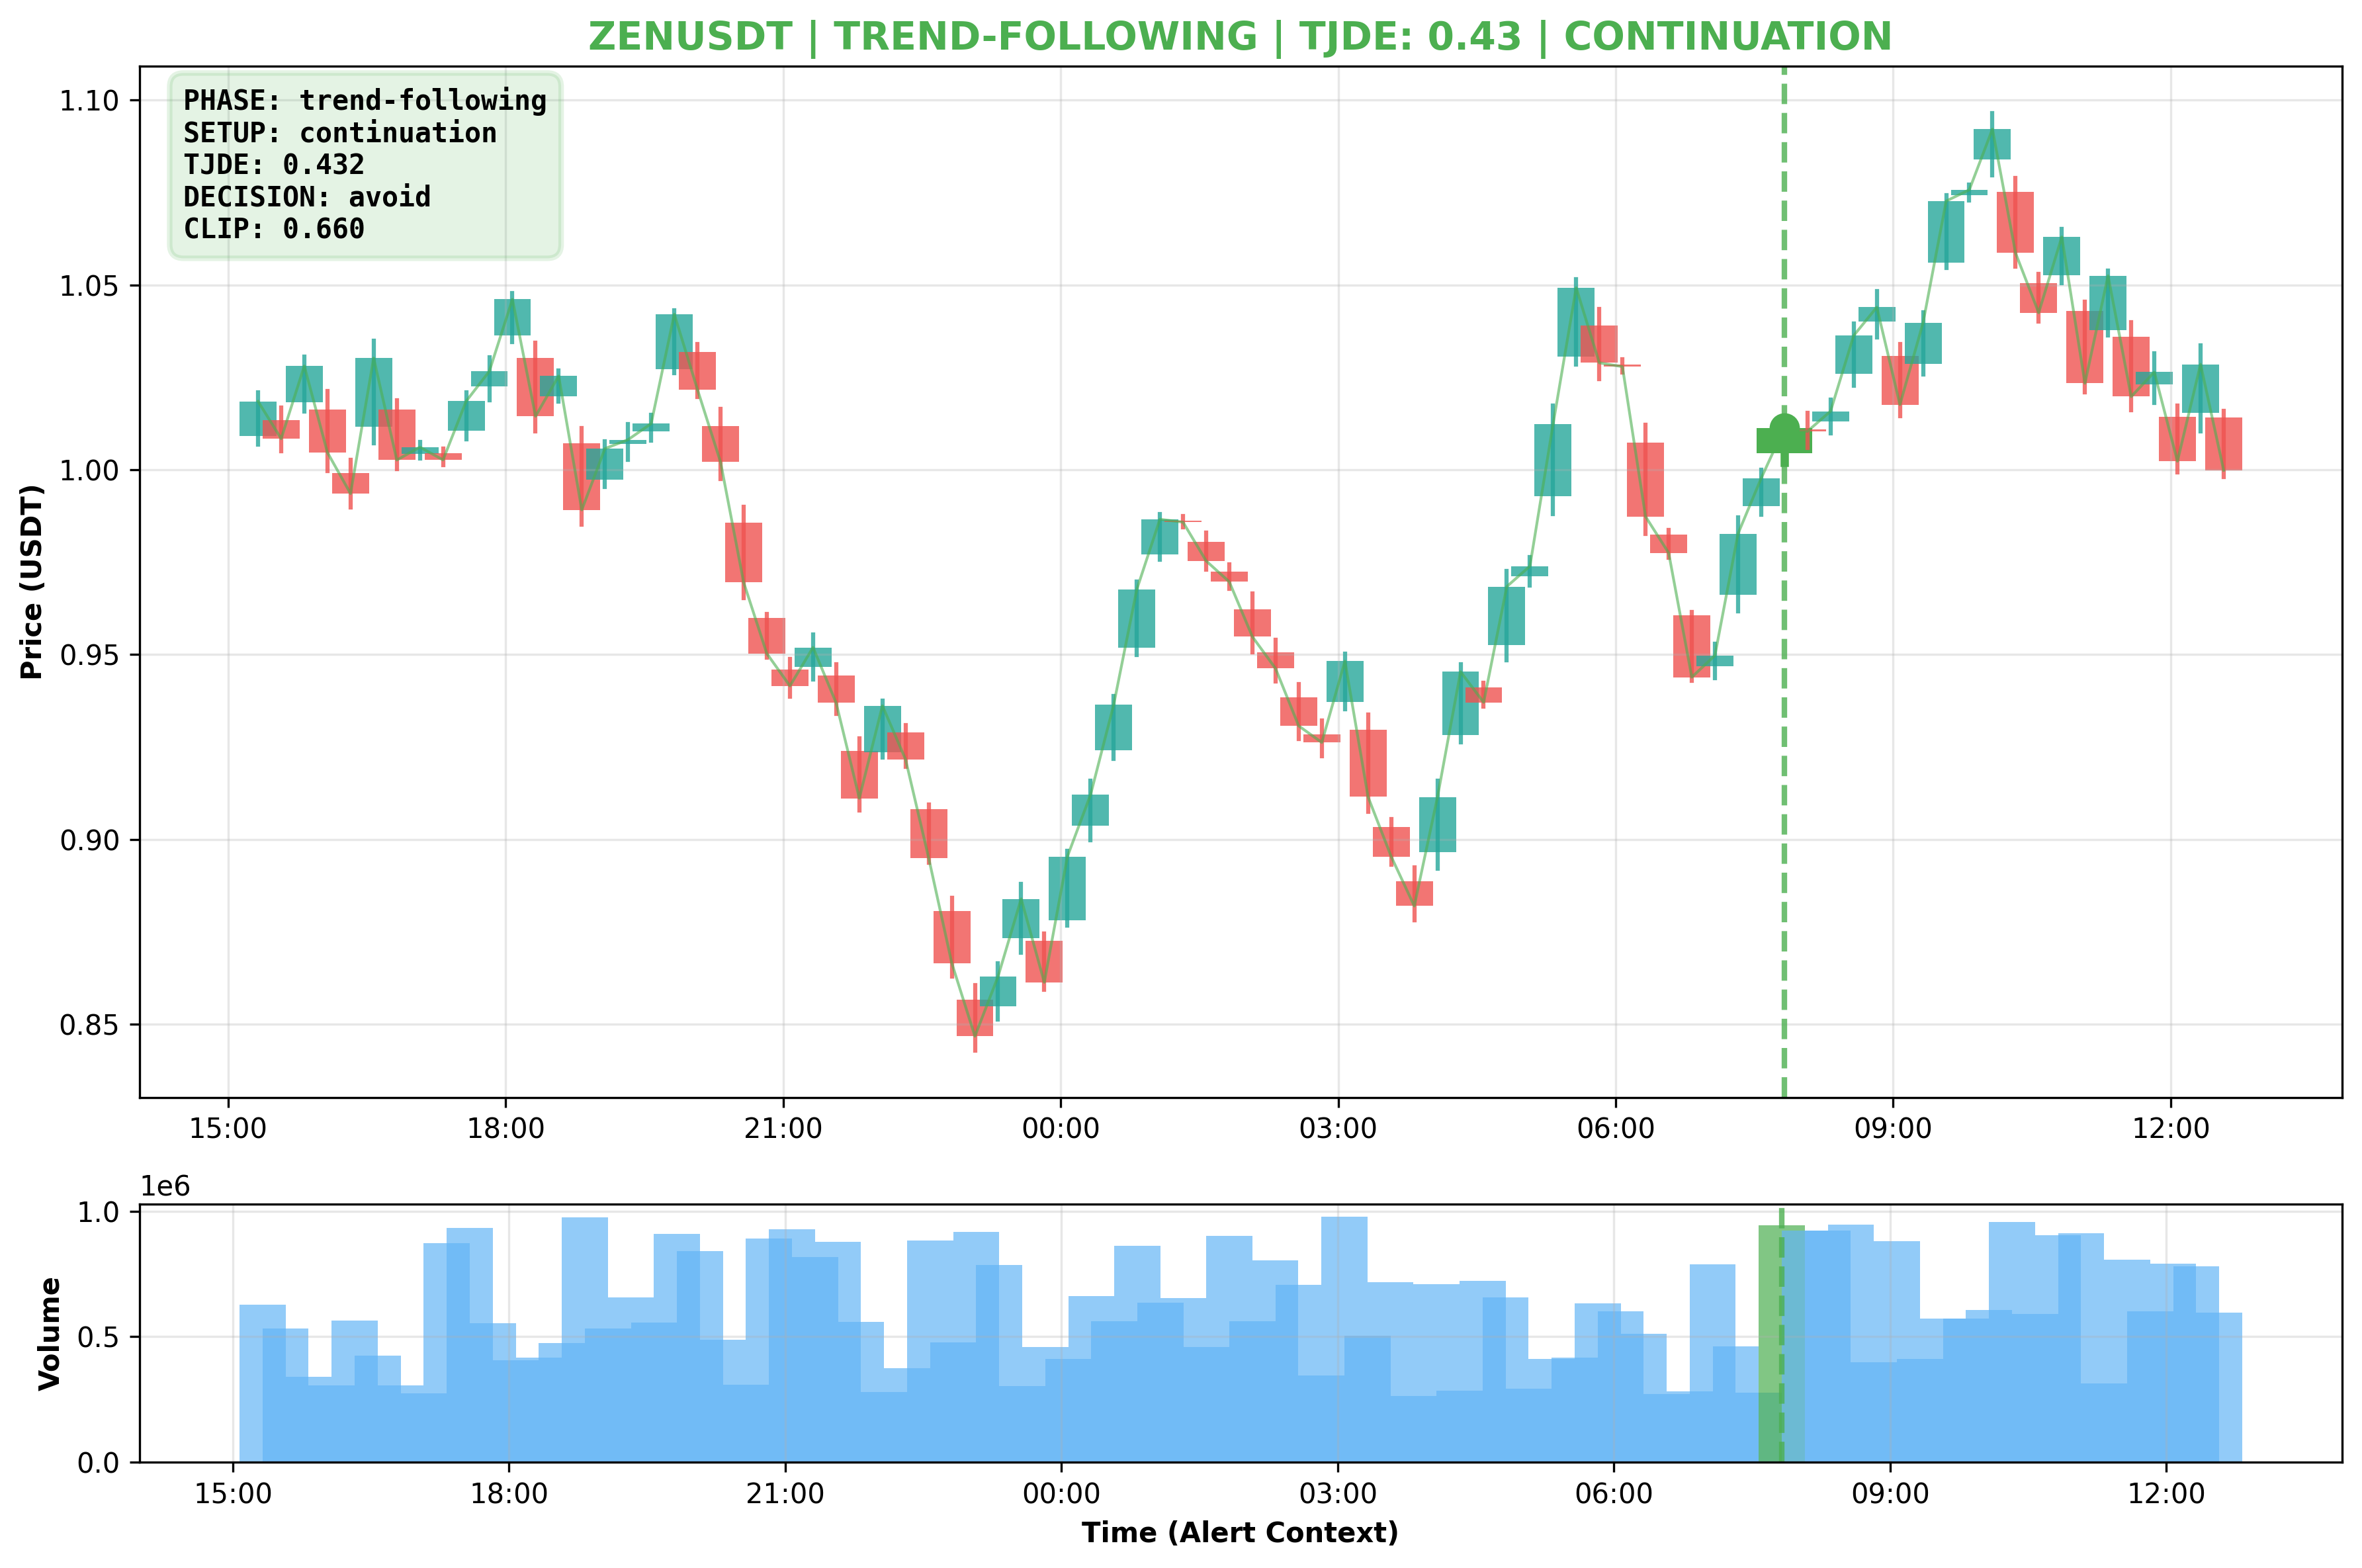 ZENUSDT | TREND-FOLLOWING | TJDE: 0.43 | CONTINUATION
PHASE: trend-following
SETUP: continuation
TJDE: 0.432
DECISION: avoid
CLIP: 0.660
Price (USDT)
1.10
1.05
1.00
0.95
0.90
0.85
15:00 18:00 21:00 00:00 03:00 06:00 09:00 12:00
1e6
Volume
1.0
0.5
0.0
15:00 18:00 21:00 00:00 03:00 06:00 09:00 12:00
Time (Alert Context)